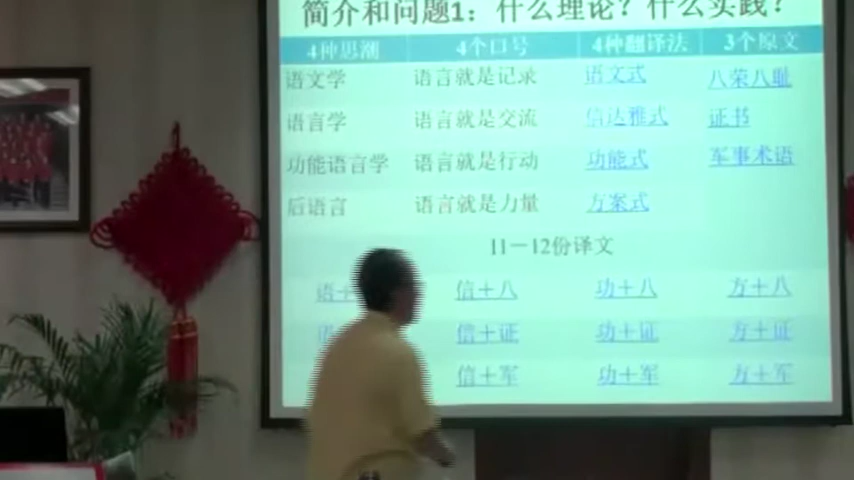 简介和问题1：什么理论？什么实践？
4种思潮 4个口号 4种翻译法 3个原文
语文学 语言就是记录 语文式 八荣八耻
语言学 语言就是交流 信达雅式 证书
功能语言学 语言就是行动 功能式 军事术语
后语言 语言就是力量 方案式
11－12份译文
语＋ 信＋八 功＋八 方＋八
信＋证 功＋证 方＋证
信＋军 功＋军 方＋军